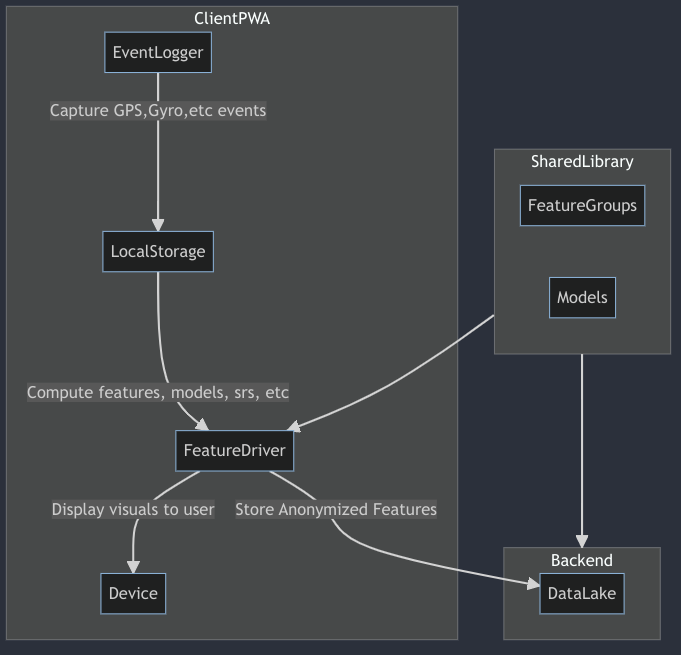 ClientPWA
EventLogger
Capture GPS,Gyro,etc events
LocalStorage
Compute features, models, srs, etc
FeatureDriver
Display visuals to user
Store Anonymized Features
Device
SharedLibrary
FeatureGroups
Models
Backend
DataLake